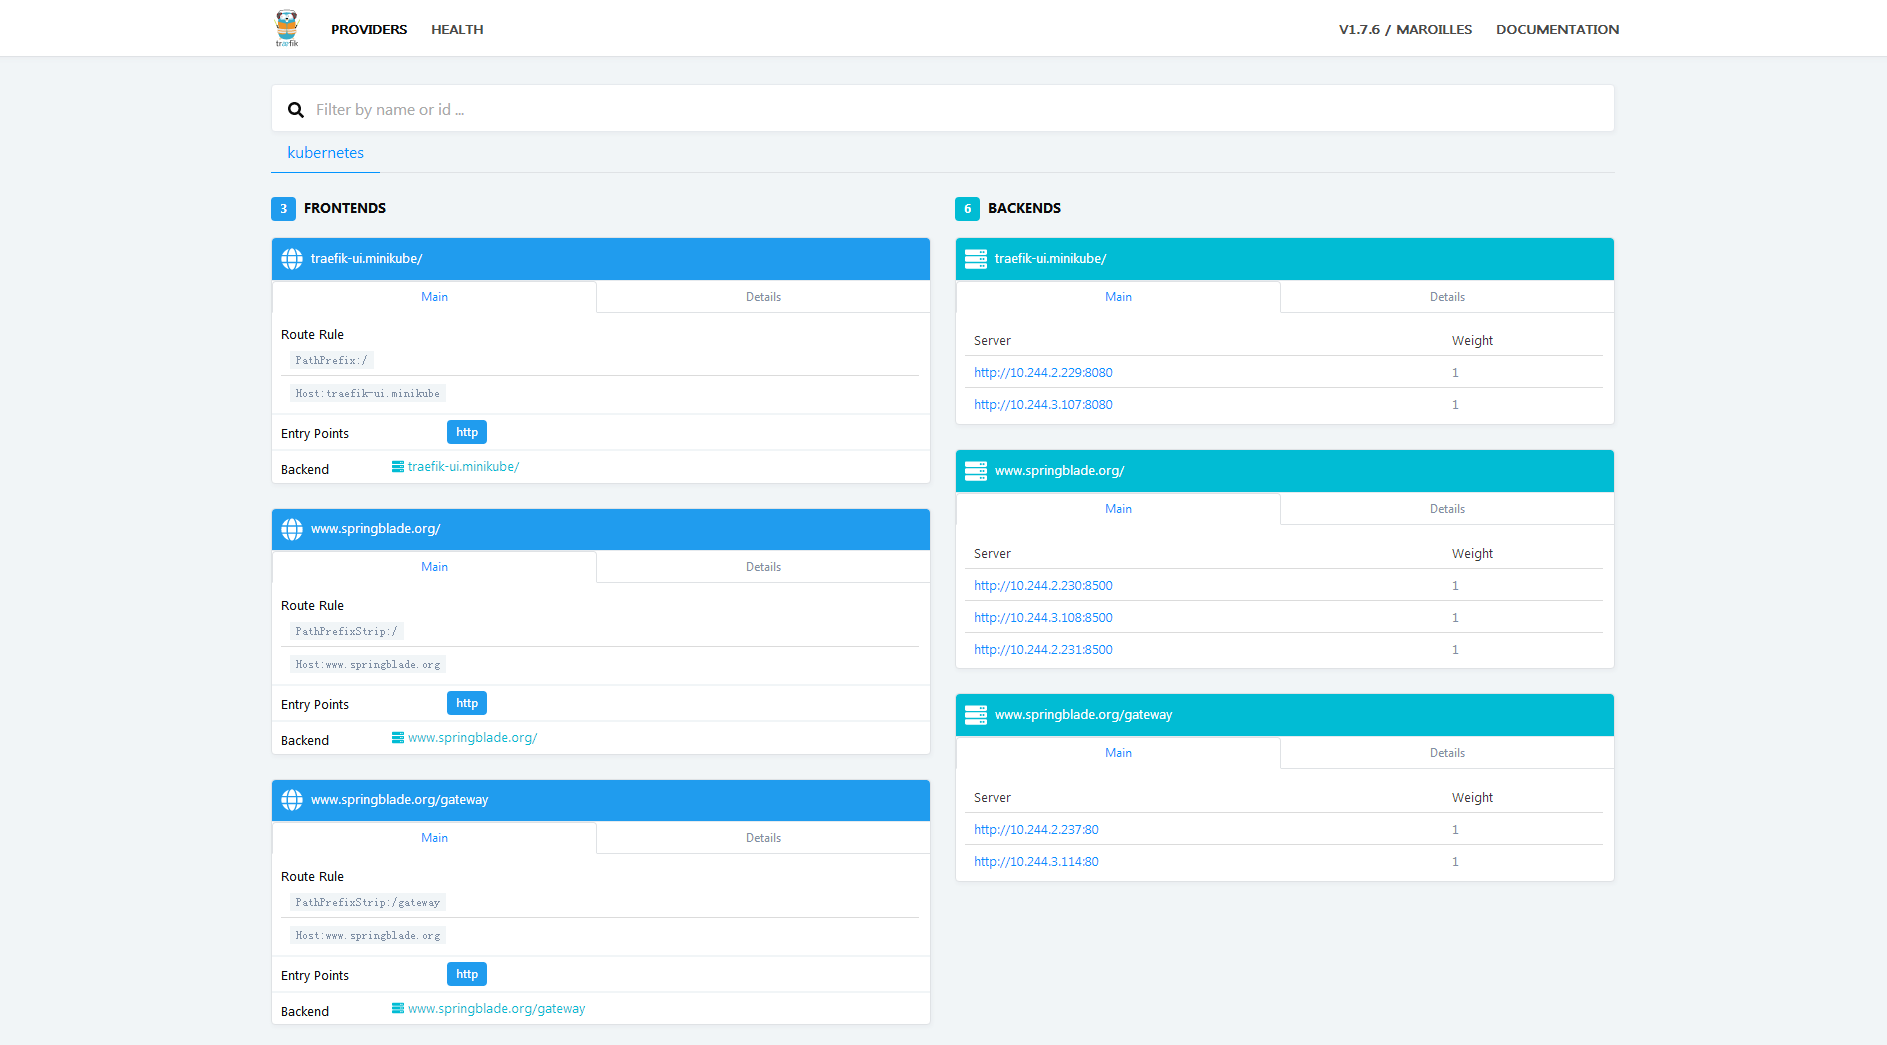 træfik
PROVIDERS HEALTH V1.7.6 / MAROILLES DOCUMENTATION
Filter by name or id ...
kubernetes
3 FRONTENDS
traefik-ui.minikube/
Main Details
Route Rule
PathPrefix:/
Host:traefik-ui.minikube
Entry Points http
Backend traefik-ui.minikube/
www.springblade.org/
Main Details
Route Rule
PathPrefixStrip:/
Host:www.springblade.org
Entry Points http
Backend www.springblade.org/
www.springblade.org/gateway
Main Details
Route Rule
PathPrefixStrip:/gateway
Host:www.springblade.org
Entry Points http
Backend www.springblade.org/gateway
6 BACKENDS
traefik-ui.minikube/
Main Details
Server Weight
http://10.244.2.229:8080 1
http://10.244.3.107:8080 1
www.springblade.org/
Main Details
Server Weight
http://10.244.2.230:8500 1
http://10.244.3.108:8500 1
http://10.244.2.231:8500 1
www.springblade.org/gateway
Main Details
Server Weight
http://10.244.2.237:80 1
http://10.244.3.114:80 1